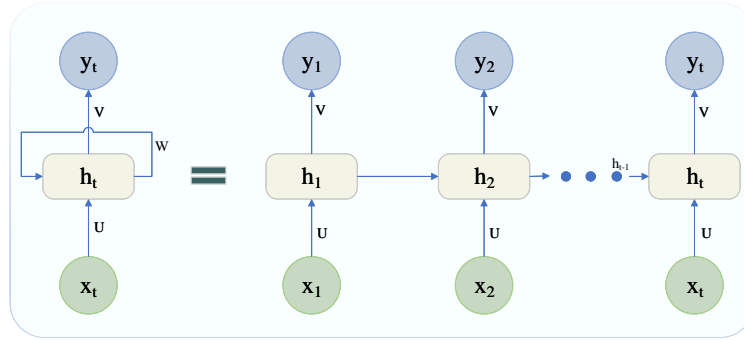 yₜ y₁ y₂ yₜ
V V V V
W
hₜ = h₁ h₂ hₜ₋₁ hₜ
U U U U
xₜ x₁ x₂ xₜ